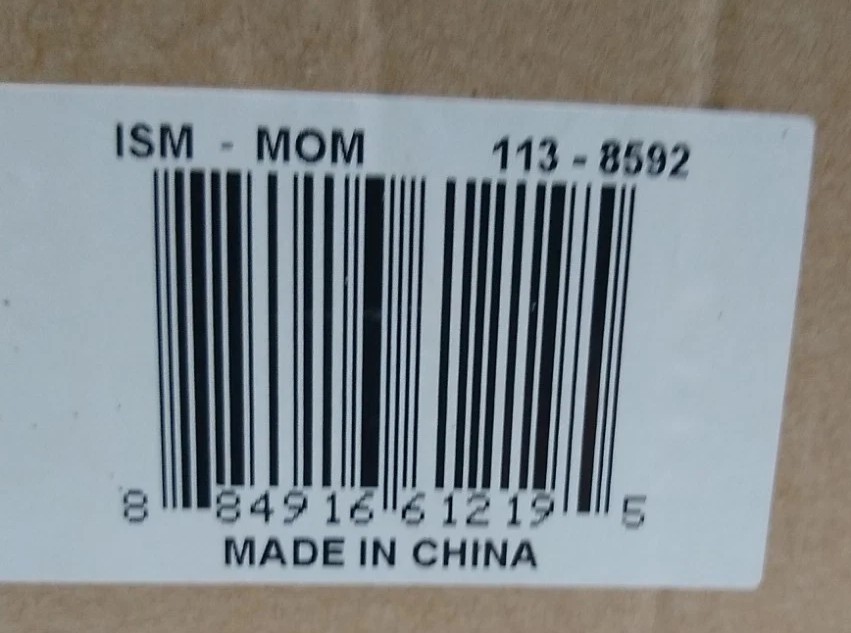 ISM - MOM 113-8592
8 84916 61219 5
MADE IN CHINA